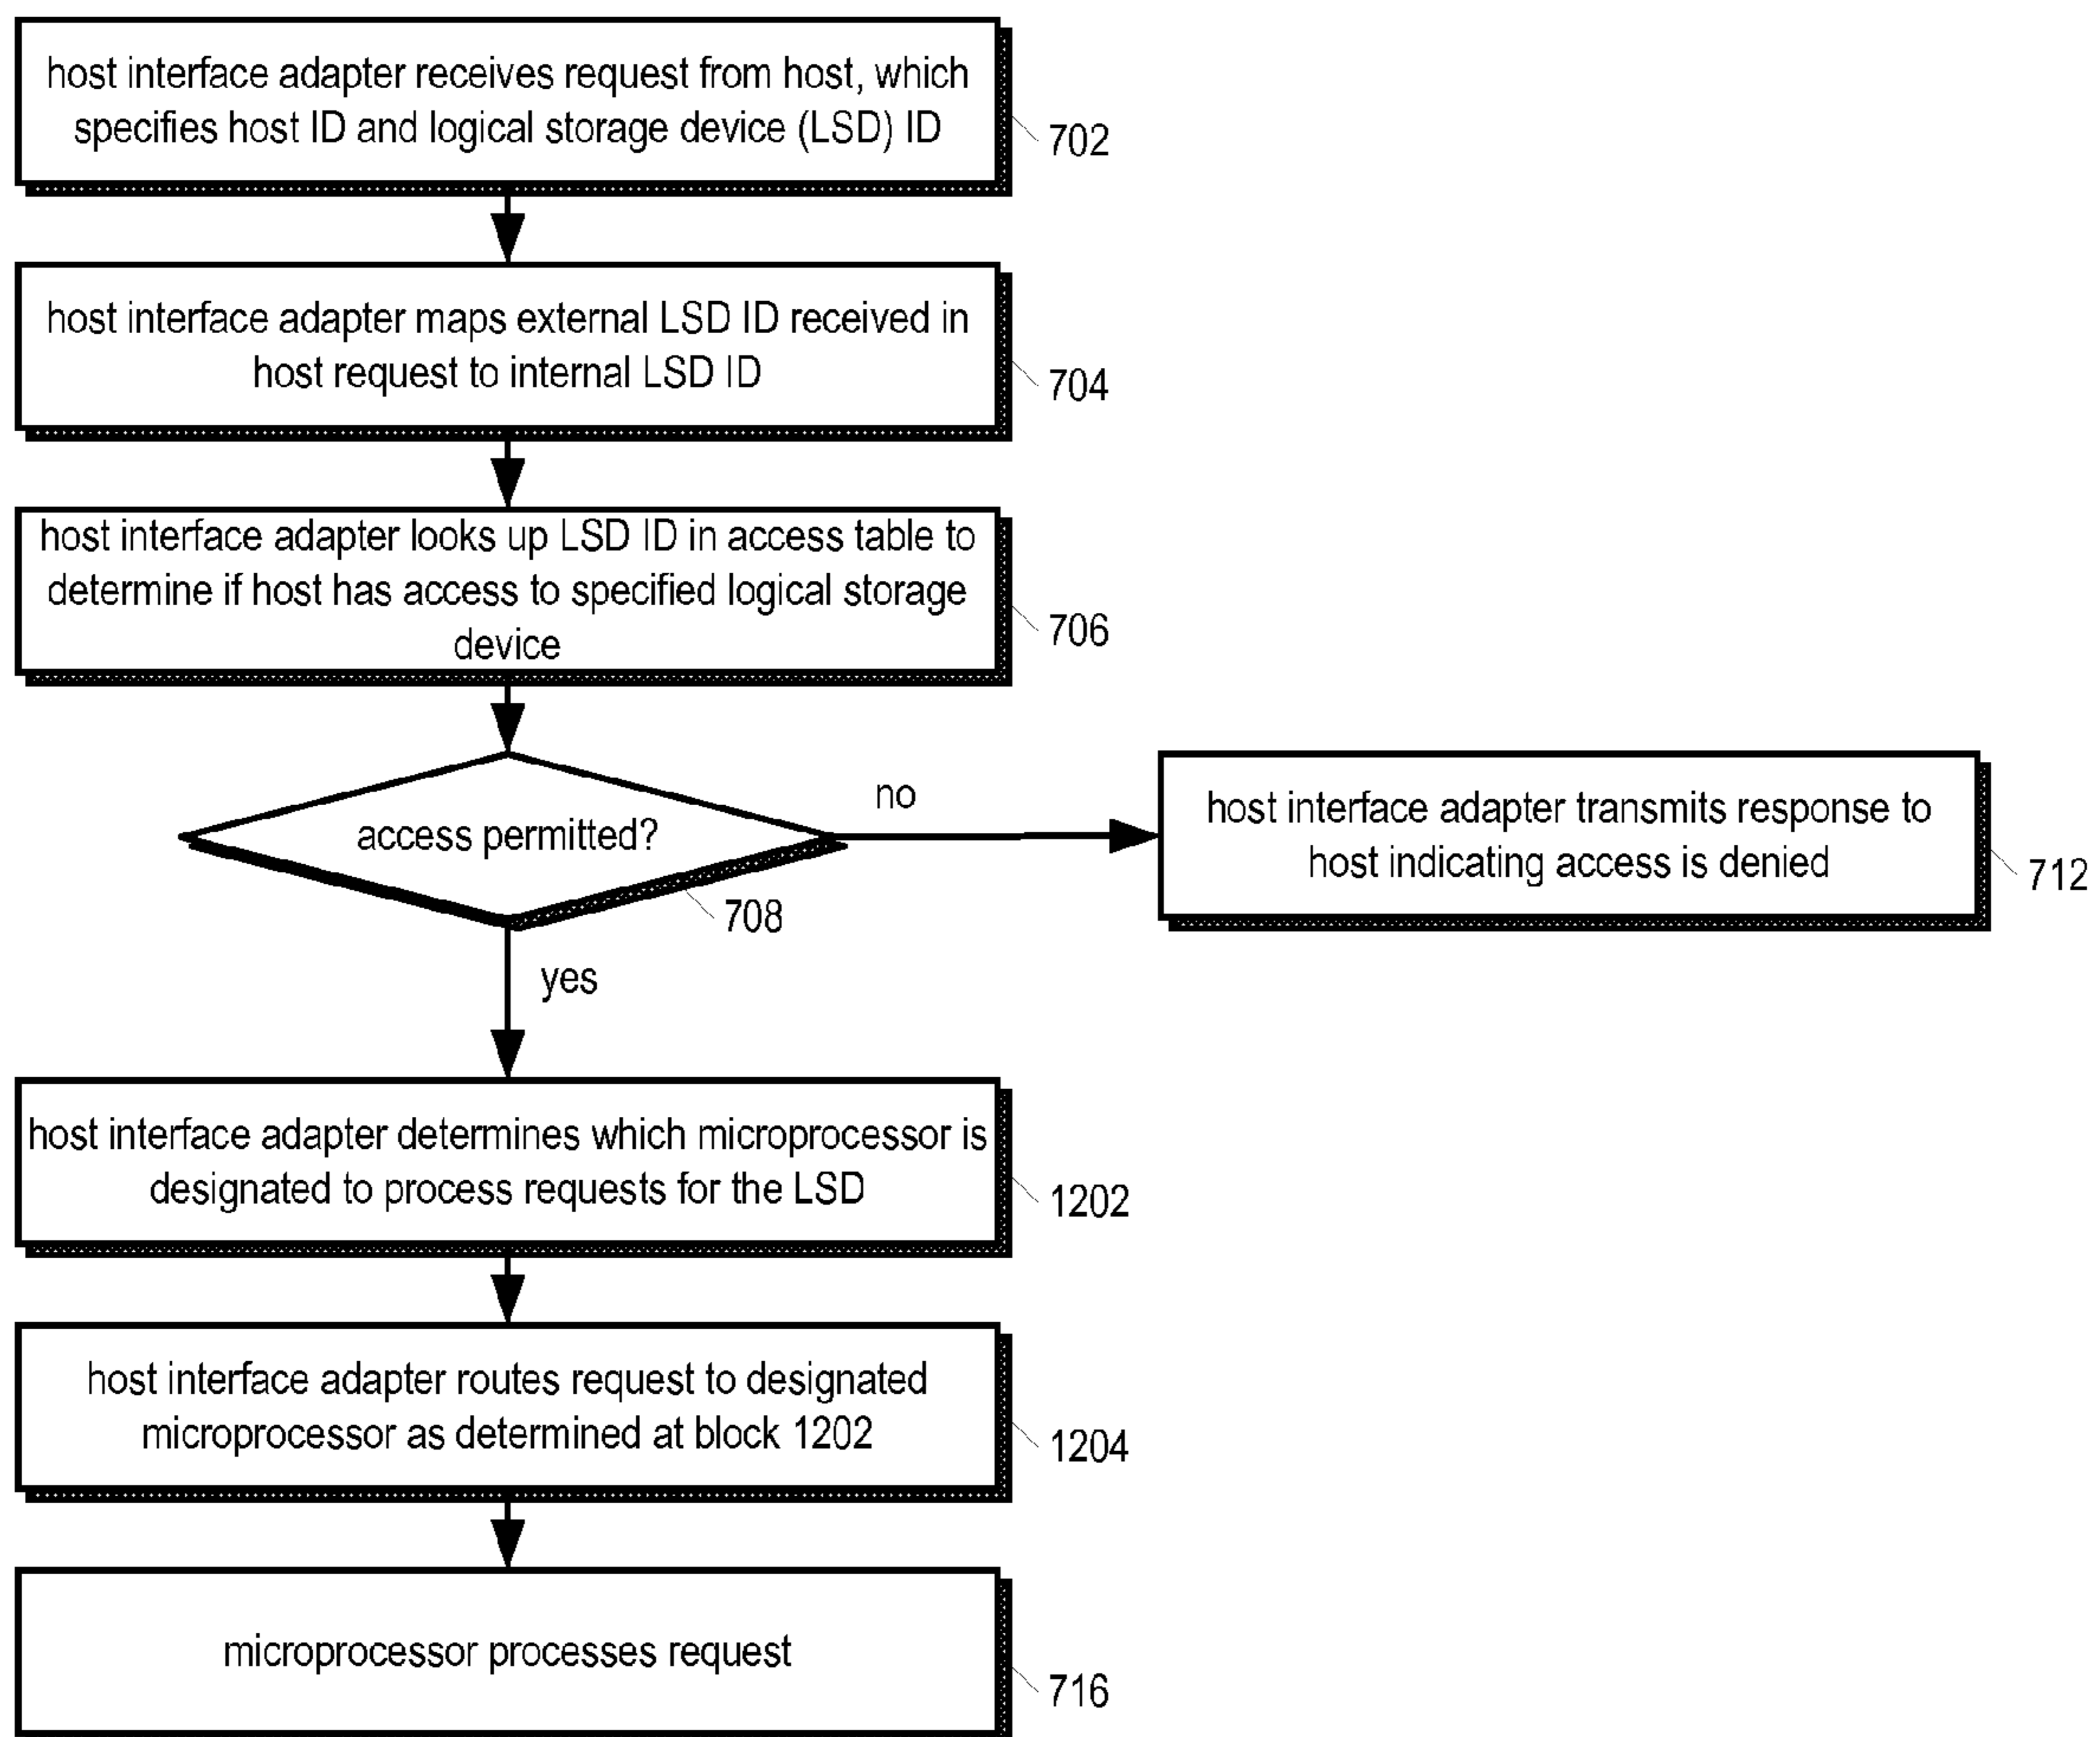 host interface adapter receives request from host, which
specifies host ID and logical storage device (LSD) ID
702
host interface adapter maps external LSD ID received in
host request to internal LSD ID
704
host interface adapter looks up LSD ID in access table to
determine if host has access to specified logical storage
device
706
access permitted?
708
no
host interface adapter transmits response to
host indicating access is denied
712
yes
host interface adapter determines which microprocessor is
designated to process requests for the LSD
1202
host interface adapter routes request to designated
microprocessor as determined at block 1202
1204
microprocessor processes request
716